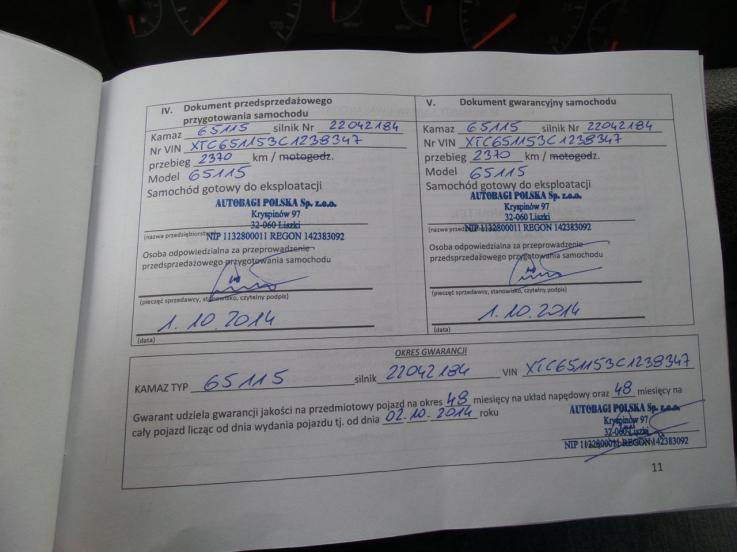 IV. Dokument przedsprzedażowego
przygotowania samochodu
Kamaz 65115 silnik Nr 22042184
Nr VIN XTC651153C1238347
przebieg 2370 km / motogodz.
Model 65115
Samochód gotowy do eksploatacji
AUTOBAGI POLSKA Sp. z.o.o.
Kryspinów 97
32-060 Liszki
(nazwa przedsiębiorstwa)
NIP 1132800011 REGON 142383092
Osoba odpowiedzialna za przeprowadzenie
przedsprzedażowego przygotowania samochodu
(pieczęć sprzedawcy, stanowisko, czytelny podpis)
1.10.2014
(data)
V. Dokument gwarancyjny samochodu
Kamaz 65115 silnik Nr 22042184
Nr VIN XTC651153C1238347
przebieg 2370 km / motogodz.
Model 65115
Samochód gotowy do eksploatacji
AUTOBAGI POLSKA Sp. z.o.o.
Kryspinów 97
32-060 Liszki
NIP 1132800011 REGON 142383092
Osoba odpowiedzialna za przeprowadzenie
przedsprzedażowego przygotowania samochodu
(pieczęć sprzedawcy, stanowisko, czytelny podpis)
1.10.2014
(data)
OKRES GWARANCJI
KAMAZ TYP 65115 silnik 22042184 VIN XTC651153C1238347
Gwarant udziela gwarancji jakości na przedmiotowy pojazd na okres 48 miesięcy na układ napędowy oraz 48 miesięcy na
cały pojazd licząc od dnia wydania pojazdu tj. od dnia 02.10.2014 roku
AUTOBAGI POLSKA Sp. z.o.o.
Kryspinów 97
32-060 Liszki
NIP 1132800011 REGON 142383092
11